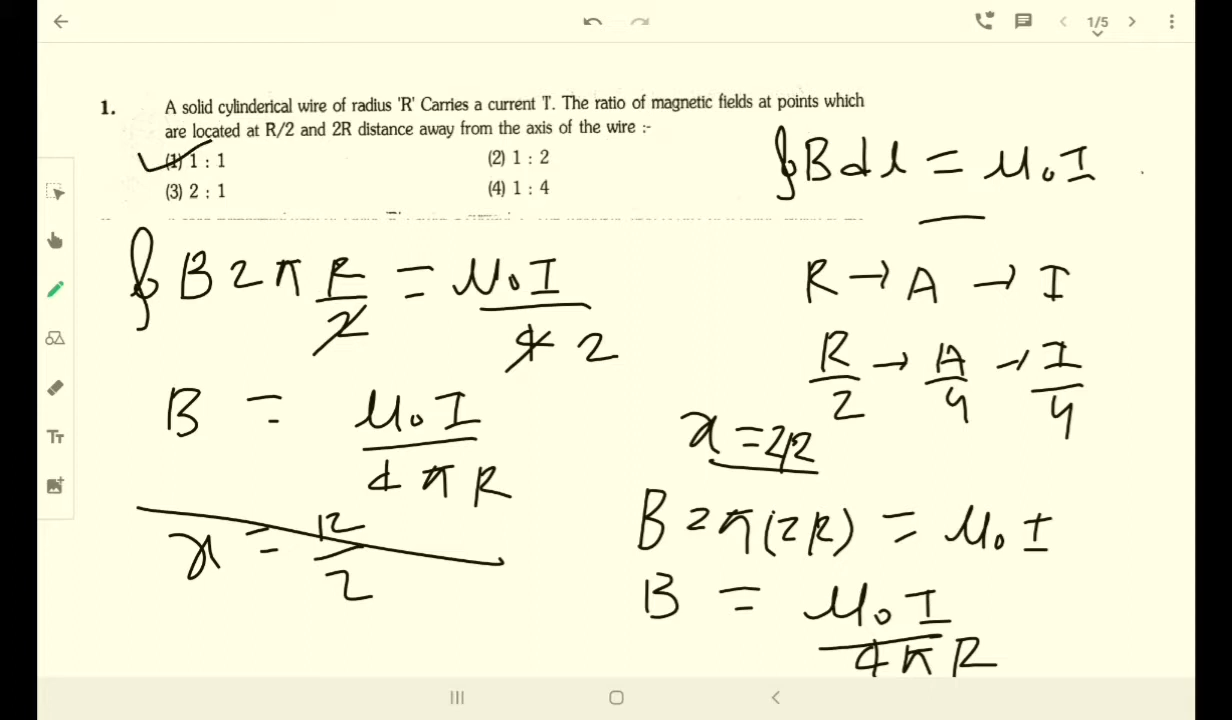 1/5
1. A solid cylinderical wire of radius 'R' Carries a current 'I'. The ratio of magnetic fields at points which
are located at R/2 and 2R distance away from the axis of the wire :-
(1) 1 : 1 (2) 1 : 2
(3) 2 : 1 (4) 1 : 4
∮Bdl = μ₀I
∮ B 2π R/2 = μ₀I/4 2
R → A → I
R/2 → A/4 → I/4
B = μ₀I/4πR
x = R/2
x = 2R
B 2π(2R) = μ₀I
B = μ₀I/4πR
Tт